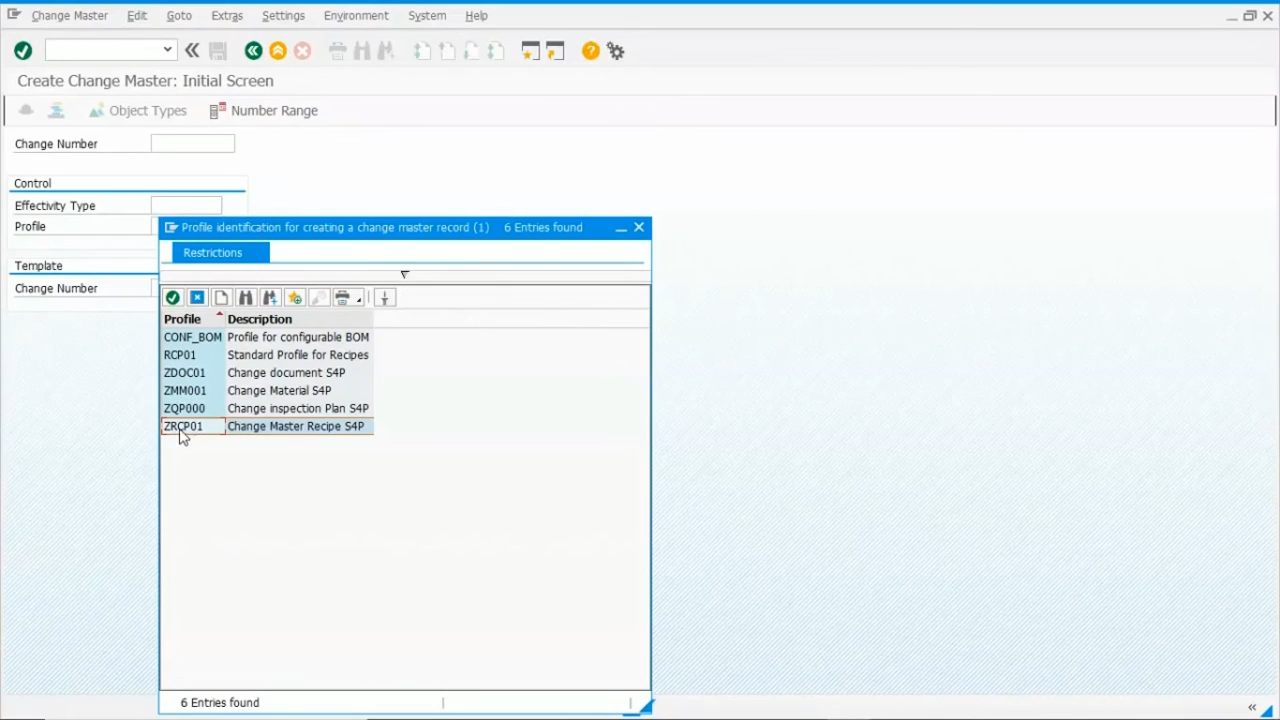 Change Master Edit Goto Extras Settings Environment System Help
Create Change Master: Initial Screen
Object Types Number Range
Change Number
Control
Effectivity Type
Profile
Template
Change Number
Profile identification for creating a change master record (1) 6 Entries found
Restrictions
Profile Description
CONF_BOM Profile for configurable BOM
RCP01 Standard Profile for Recipes
ZDOC01 Change document S4P
ZMM001 Change Material S4P
ZQP000 Change inspection Plan S4P
ZRCP01 Change Master Recipe S4P
6 Entries found